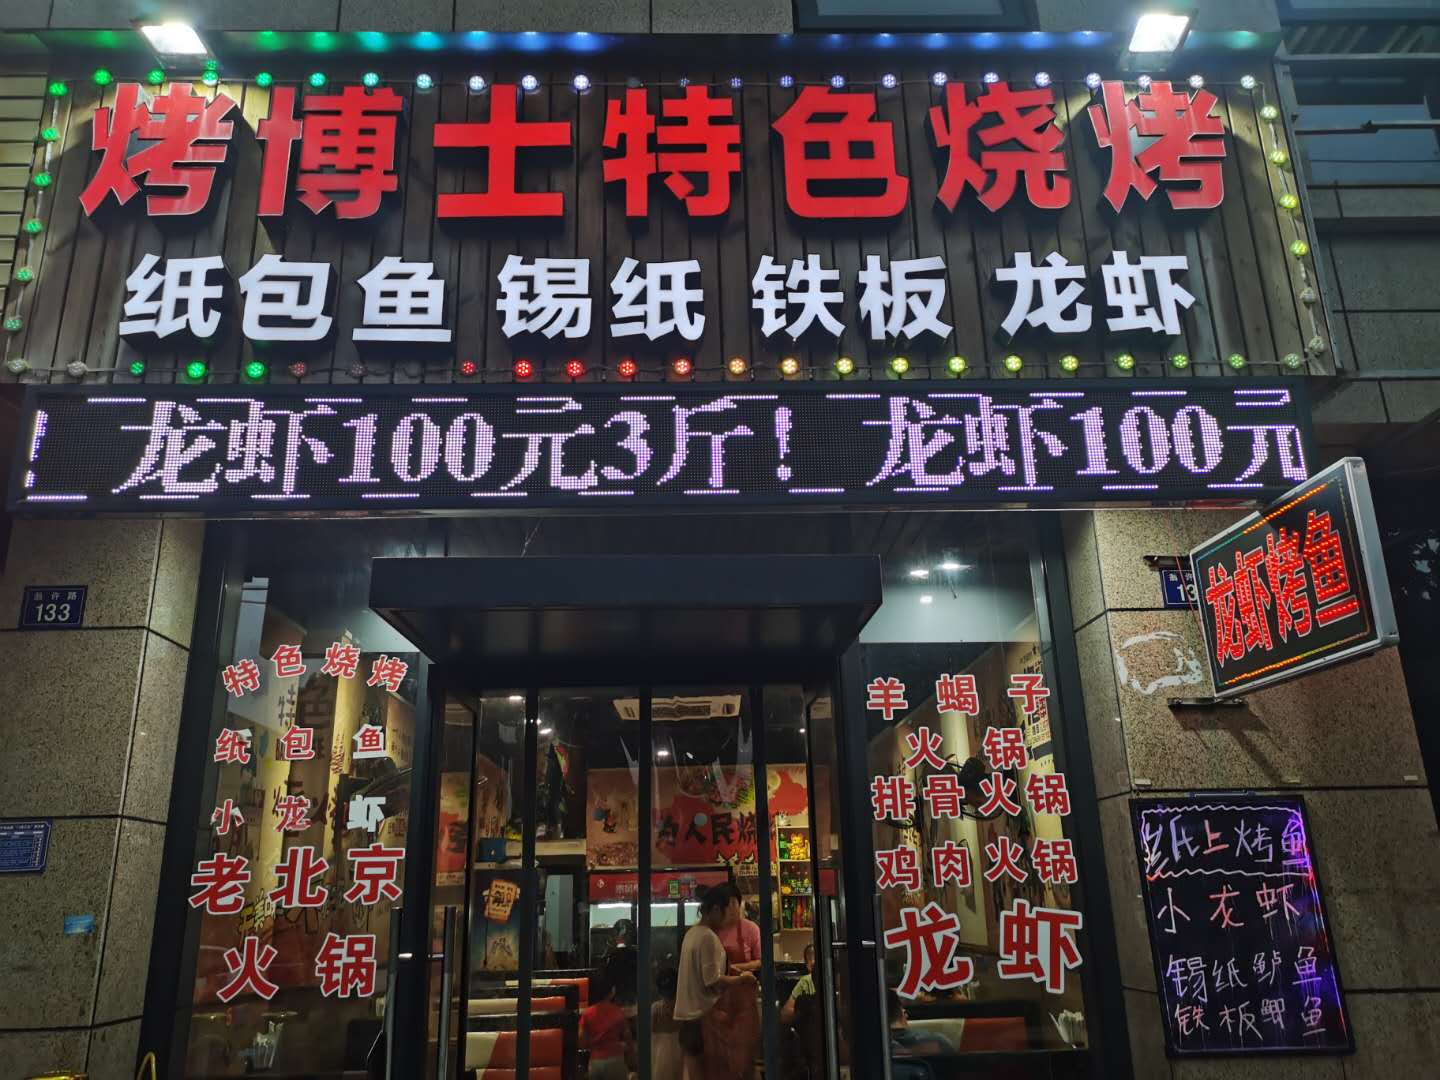 烤博士特色烧烤
纸包鱼 锡纸 铁板 龙虾
！ 龙虾100元3斤！ 龙虾100元
龙虾烤鱼
翁许路
133
特色烧烤
纸包鱼
小龙虾
老北京
火锅
羊蝎子
火锅
排骨火锅
鸡肉火锅
龙虾
为人民烧
纸上烤鱼
小龙虾
锡纸鲈鱼
铁板鲫鱼